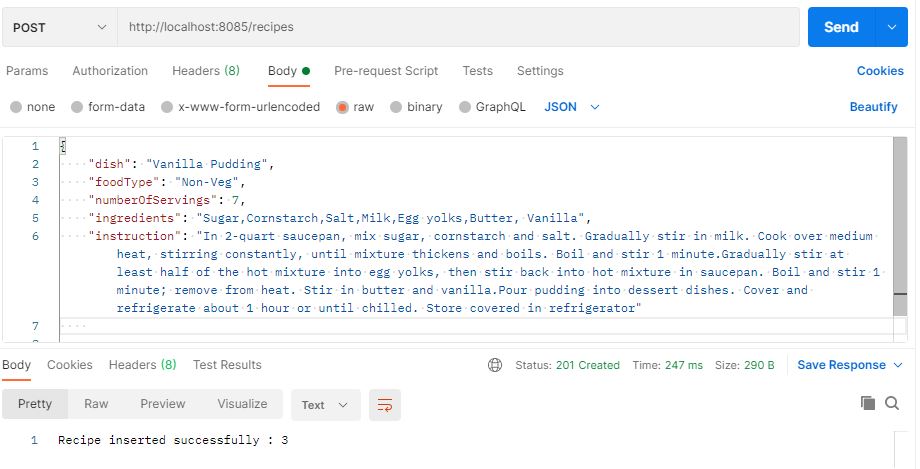 POST http://localhost:8085/recipes Send
Params Authorization Headers (8) Body Pre-request Script Tests Settings Cookies
none form-data x-www-form-urlencoded raw binary GraphQL JSON Beautify
1 {
2 "dish": "Vanilla Pudding",
3 "foodType": "Non-Veg",
4 "numberOfServings": 7,
5 "ingredients": "Sugar,Cornstarch,Salt,Milk,Egg yolks,Butter, Vanilla",
6 "instruction": "In 2-quart saucepan, mix sugar, cornstarch and salt. Gradually stir in milk. Cook over medium
heat, stirring constantly, until mixture thickens and boils. Boil and stir 1 minute.Gradually stir at
least half of the hot mixture into egg yolks, then stir back into hot mixture in saucepan. Boil and stir 1
minute; remove from heat. Stir in butter and vanilla.Pour pudding into dessert dishes. Cover and
refrigerate about 1 hour or until chilled. Store covered in refrigerator"
7
Body Cookies Headers (8) Test Results Status: 201 Created Time: 247 ms Size: 290 B Save Response
Pretty Raw Preview Visualize Text
1 Recipe inserted successfully : 3